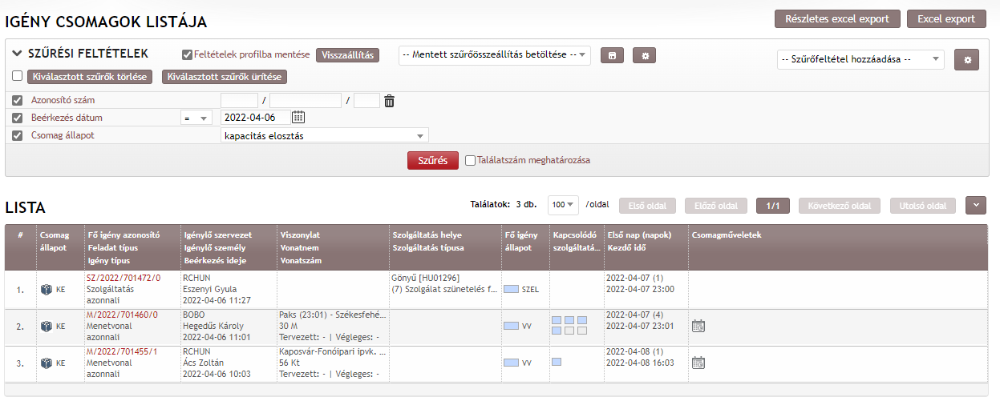 IGÉNY CSOMAGOK LISTÁJA
Részletes excel export
Excel export
SZŰRÉSI FELTÉTELEK
Feltételek profilba mentése
Visszaállítás
-- Mentett szűrőösszeállítás betöltése --
-- Szűrőfeltétel hozzáadása --
Kiválasztott szűrők törlése
Kiválasztott szűrők ürítése
Azonosító szám
/ /
Beérkezés dátum
=
2022-04-06
Csomag állapot
kapacitás elosztás
Szűrés
Találatszám meghatározása
LISTA
Találatok: 3 db.
100
/oldal
Első oldal
Előző oldal
1/1
Következő oldal
Utolsó oldal
#
Csomag
állapot
Fő igény azonosító
Feladat típus
Igény típus
Igénylő szervezet
Igénylő személy
Beérkezés ideje
Viszonylat
Vonatnem
Vonatszám
Szolgáltatás helye
Szolgáltatás típusa
Fő igény
állapot
Kapcsolódó
szolgáltatá...
Első nap (napok)
Kezdő idő
Csomagműveletek
1.
KE
SZ/2022/701472/0
Szolgáltatás
azonnali
RCHUN
Eszenyi Gyula
2022-04-06 11:27
Gönyű [HU01296]
(7) Szolgálat szünetelés f...
SZEL
2022-04-07 (1)
2022-04-07 23:00
2.
KE
M/2022/701460/0
Menetvonal
azonnali
BOBO
Hegedűs Károly
2022-04-06 11:01
Paks (23:01) - Székesfehé...
30 M
Tervezett: - | Végleges: -
VV
2022-04-07 (4)
2022-04-07 23:01
3.
KE
M/2022/701455/1
Menetvonal
azonnali
RCHUN
Ács Zoltán
2022-04-06 10:03
Kaposvár-Fonóipari ipvk. ...
56 Kt
Tervezett: - | Végleges: -
VV
2022-04-08 (1)
2022-04-08 16:03